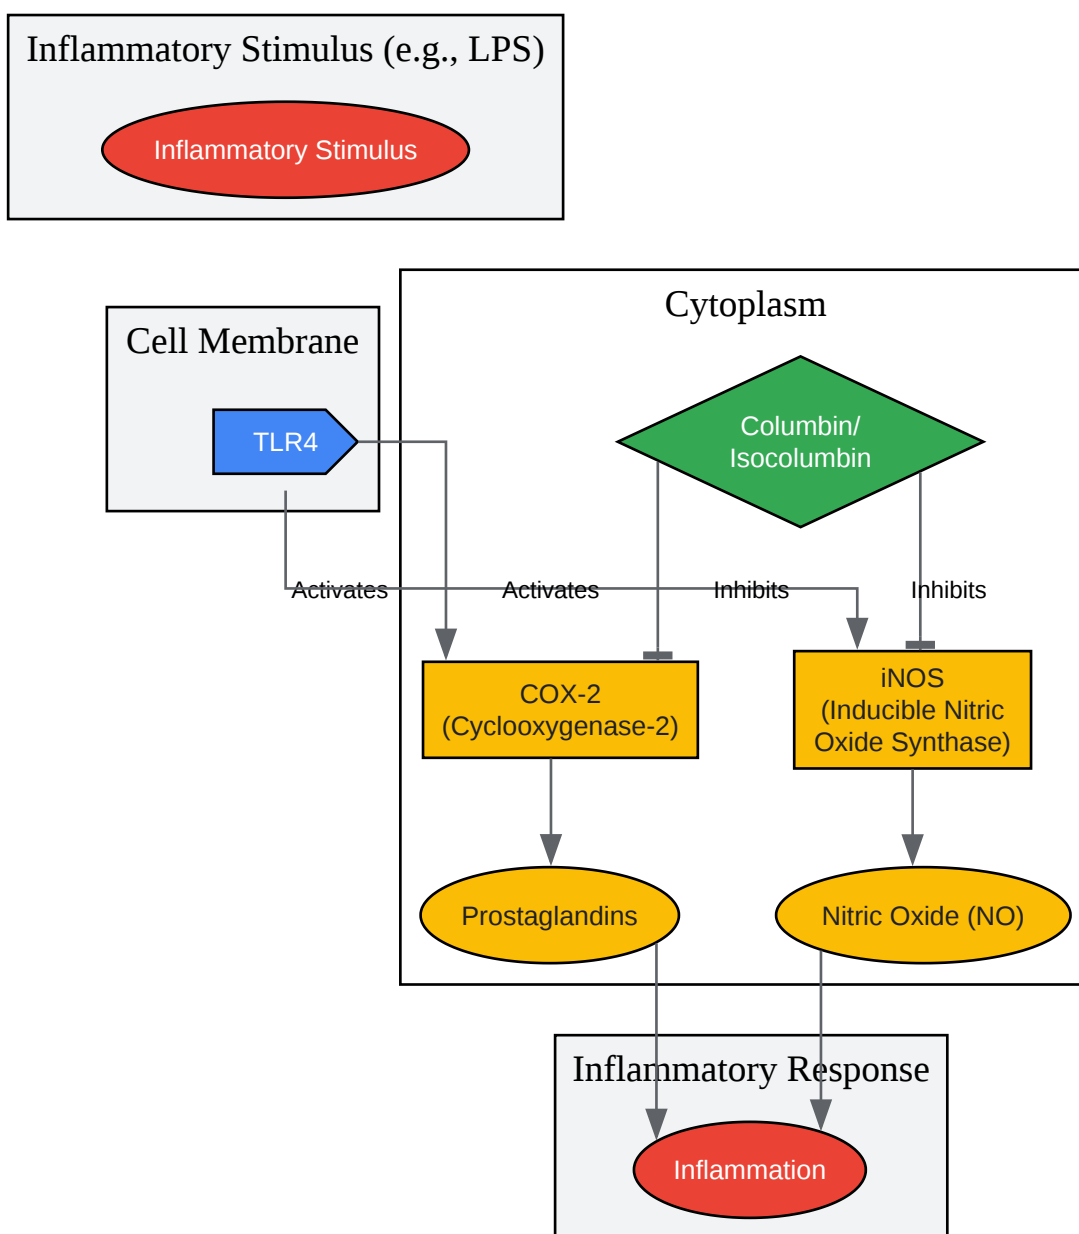 Inflammatory Stimulus (e.g., LPS)
Inflammatory Stimulus
Cytoplasm
Cell Membrane
TLR4
Columbin/
Isocolumbin
Activates
Activates
Inhibits
Inhibits
COX-2
(Cyclooxygenase-2)
iNOS
(Inducible Nitric
Oxide Synthase)
Prostaglandins
Nitric Oxide (NO)
Inflammatory Response
Inflammation